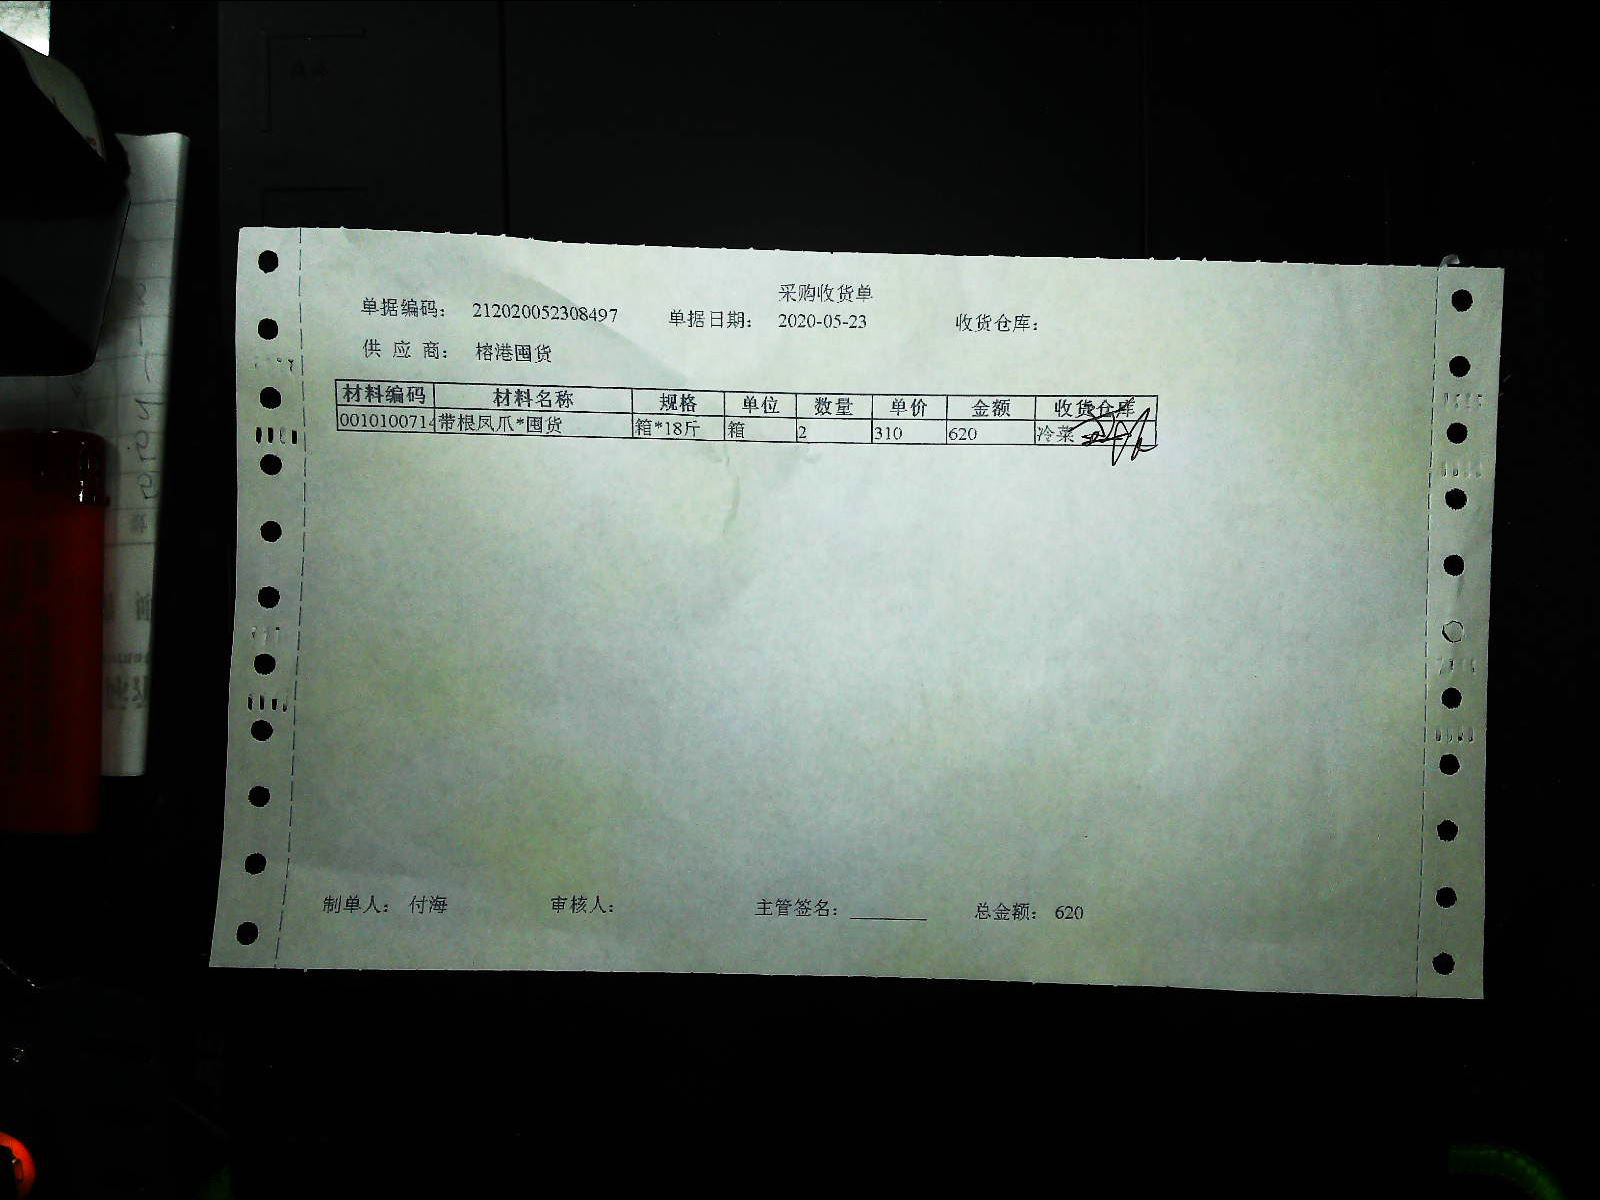 采购收货单
单据编码： 212020052308497 单据日期： 2020-05-23 收货仓库：
供 应 商： 榕港囤货
材料编码 材料名称 规格 单位 数量 单价 金额 收货仓库
0010100714 带根凤爪*囤货 箱*18斤 箱 2 310 620 冷菜
制单人： 付海 审核人： 主管签名： 总金额： 620